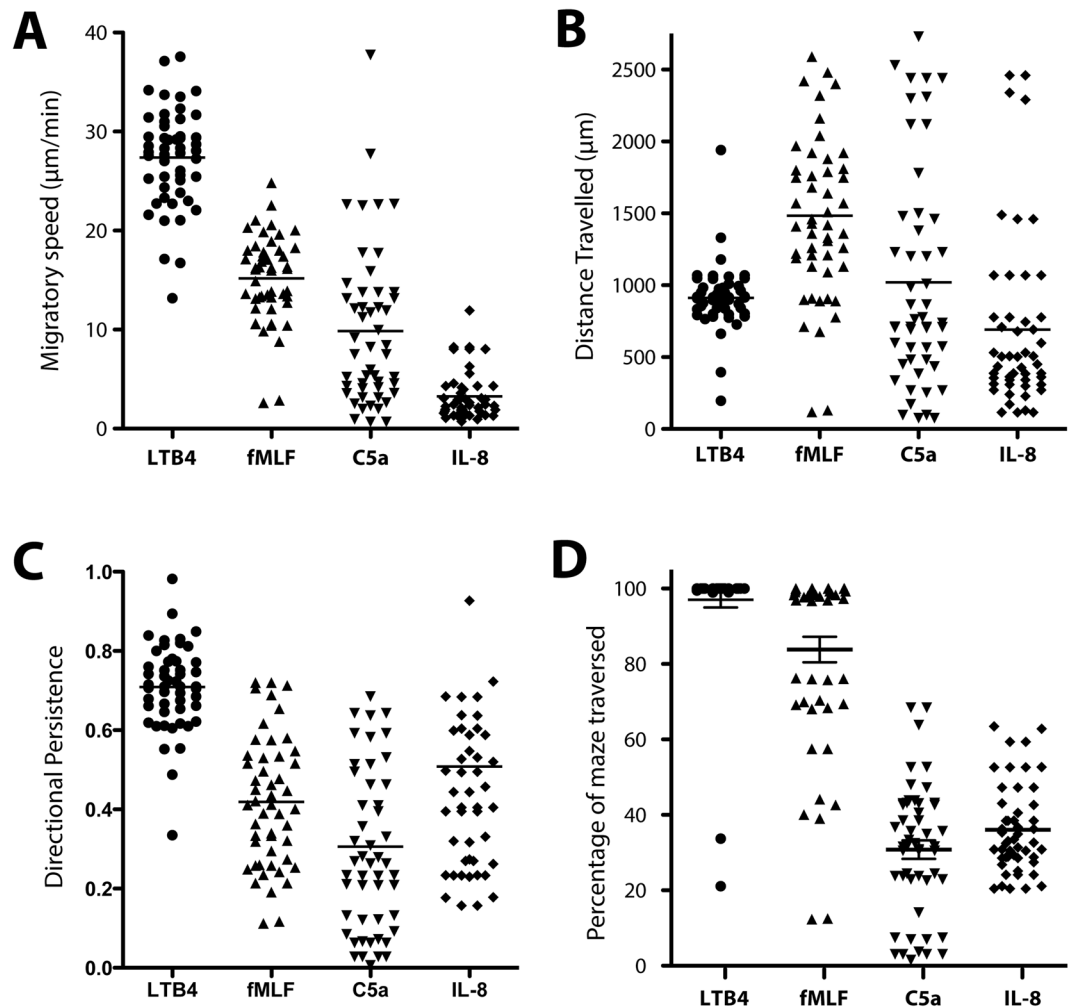 A
Migratory speed (µm/min)
40
30
20
10
0
LTB4 fMLF C5a IL-8
B
Distance Travelled (µm)
2500
2000
1500
1000
500
0
LTB4 fMLF C5a IL-8
C
Directional Persistence
1.0
0.8
0.6
0.4
0.2
0.0
LTB4 fMLF C5a IL-8
D
Percentage of maze traversed
100
80
60
40
20
0
LTB4 fMLF C5a IL-8